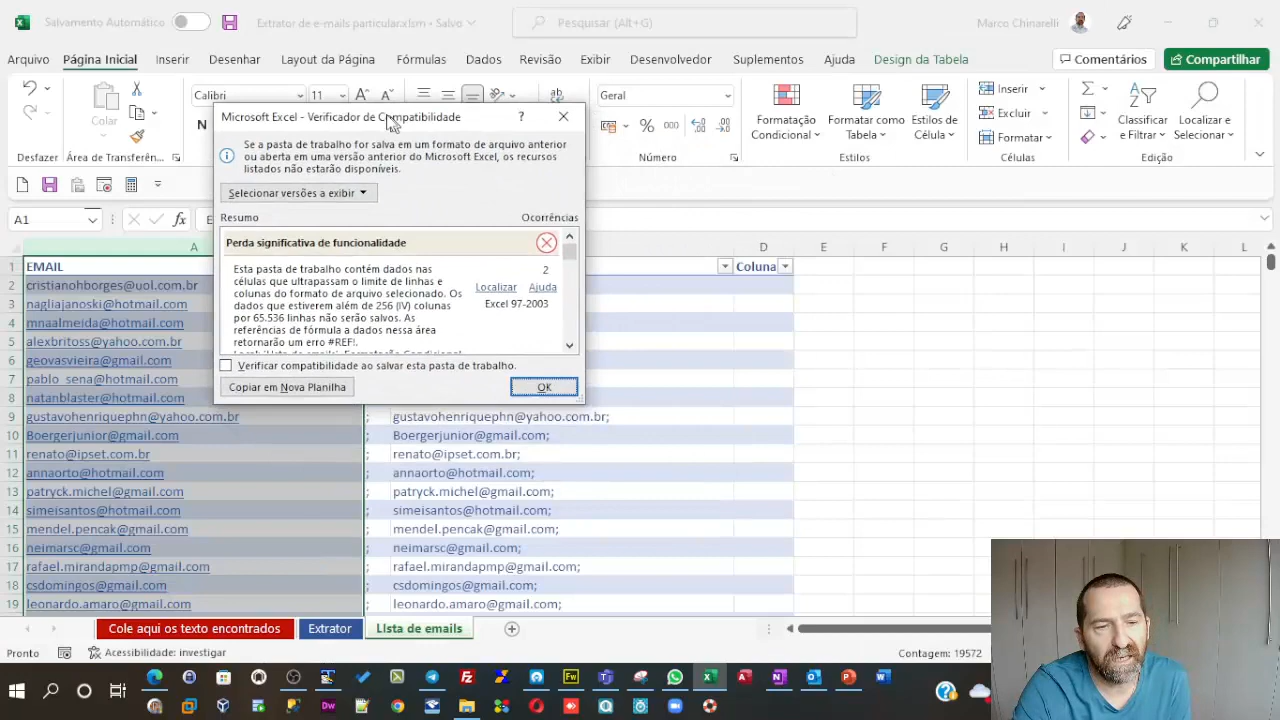 Salvamento Automático
Extrator de e-mails particular.xlsm • Salvo
Pesquisar (Alt+G)
Marco Chinarelli
Arquivo
Página Inicial
Inserir
Desenhar
Layout da Página
Fórmulas
Dados
Revisão
Exibir
Desenvolvedor
Suplementos
Ajuda
Design da Tabela
Comentários
Compartilhar
Colar
Calibri
11
N
ab
Geral
% 000
Formatação
Condicional
Formatar como
Tabela
Estilos de
Célula
Inserir
Excluir
Formatar
Classificar
e Filtrar
Localizar e
Selecionar
Desfazer
Área de Transferência
Número
Estilos
Células
Edição
Microsoft Excel - Verificador de Compatibilidade
?
Se a pasta de trabalho for salva em um formato de arquivo anterior
ou aberta em uma versão anterior do Microsoft Excel, os recursos
listados não estarão disponíveis.
Selecionar versões a exibir
Resumo
Ocorrências
Perda significativa de funcionalidade
Esta pasta de trabalho contém dados nas
células que ultrapassam o limite de linhas e
colunas do formato de arquivo selecionado. Os
dados que estiverem além de 256 (IV) colunas
por 65.536 linhas não serão salvos. As
referências de fórmula a dados nessa área
retornarão um erro #REF!.
2
Localizar Ajuda
Excel 97-2003
Verificar compatibilidade ao salvar esta pasta de trabalho.
Copiar em Nova Planilha
OK
A1
fx
A D E F G H I J K L
1 EMAIL Coluna
2 cristianohborges@uol.com.br
3 nagliajanoski@hotmail.com
4 mnaalmeida@hotmail.com
5 alexbritoss@yahoo.com.br
6 geovasvieira@gmail.com
7 pablo_sena@hotmail.com
8 natanblaster@hotmail.com
9 gustavohenriquephn@yahoo.com.br ; gustavohenriquephn@yahoo.com.br;
10 Boergerjunior@gmail.com ; Boergerjunior@gmail.com;
11 renato@ipset.com.br ; renato@ipset.com.br;
12 annaorto@hotmail.com ; annaorto@hotmail.com;
13 patryck.michel@gmail.com ; patryck.michel@gmail.com;
14 simeisantos@hotmail.com ; simeisantos@hotmail.com;
15 mendel.pencak@gmail.com ; mendel.pencak@gmail.com;
16 neimarsc@gmail.com ; neimarsc@gmail.com;
17 rafael.mirandapmp@gmail.com ; rafael.mirandapmp@gmail.com;
18 csdomingos@gmail.com ; csdomingos@gmail.com;
19 leonardo.amaro@gmail.com ; leonardo.amaro@gmail.com;
Cole aqui os texto encontrados
Extrator
Lista de emails
Pronto
Acessibilidade: investigar
Contagem: 19572